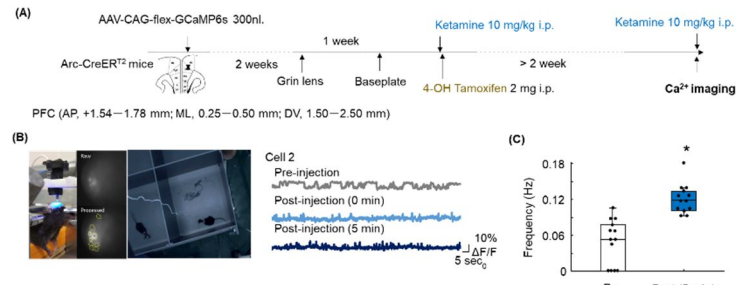 (A)
AAV-CAG-flex-GCaMP6s 300nl.
Ketamine 10 mg/kg i.p.
Ketamine 10 mg/kg i.p.
1 week
Arc-CreERT2 mice
2 weeks
> 2 week
Grin lens
Baseplate
4-OH Tamoxifen 2 mg i.p.
Ca2+ imaging
PFC (AP, +1.54−1.78 mm; ML, 0.25−0.50 mm; DV, 1.50−2.50 mm)
(B)
Raw
Processed
Cell 2
Pre-injection
Post-injection (0 min)
Post-injection (5 min)
10%
ΔF/F
5 sec0
(C)
*
0.18
0.12
0.06
0
Frequency (Hz)